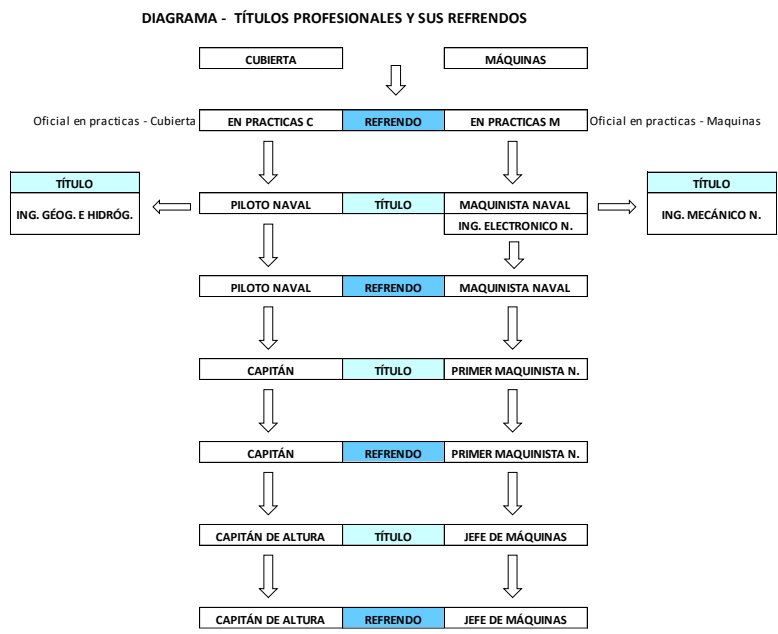 DIAGRAMA - TÍTULOS PROFESIONALES Y SUS REFRENDOS
CUBIERTA MÁQUINAS
Oficial en practicas - Cubierta EN PRACTICAS C REFRENDO EN PRACTICAS M Oficial en practicas - Maquinas
TÍTULO TÍTULO
ING. GÉOG. E HIDRÓG. PILOTO NAVAL TÍTULO MAQUINISTA NAVAL ING. MECÁNICO N.
ING. ELECTRONICO N.
PILOTO NAVAL REFRENDO MAQUINISTA NAVAL
CAPITÁN TÍTULO PRIMER MAQUINISTA N.
CAPITÁN REFRENDO PRIMER MAQUINISTA N.
CAPITÁN DE ALTURA TÍTULO JEFE DE MÁQUINAS
CAPITÁN DE ALTURA REFRENDO JEFE DE MÁQUINAS